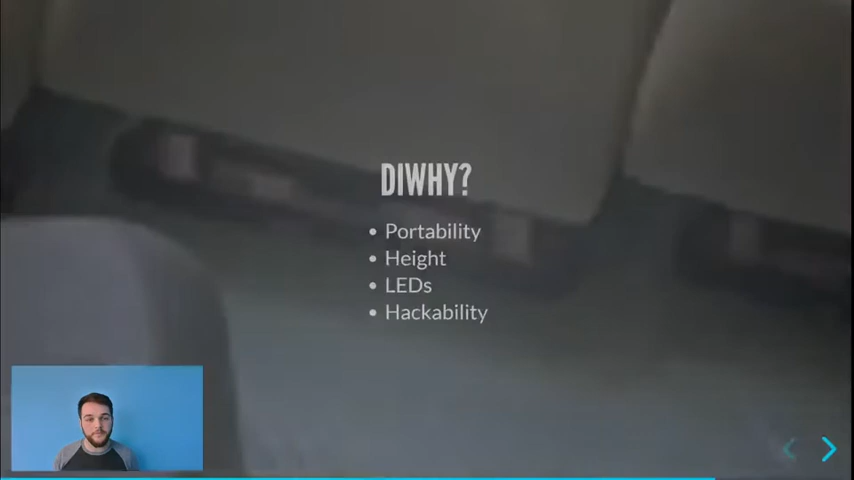 DIWHY?
• Portability
• Height
• LEDs
• Hackability